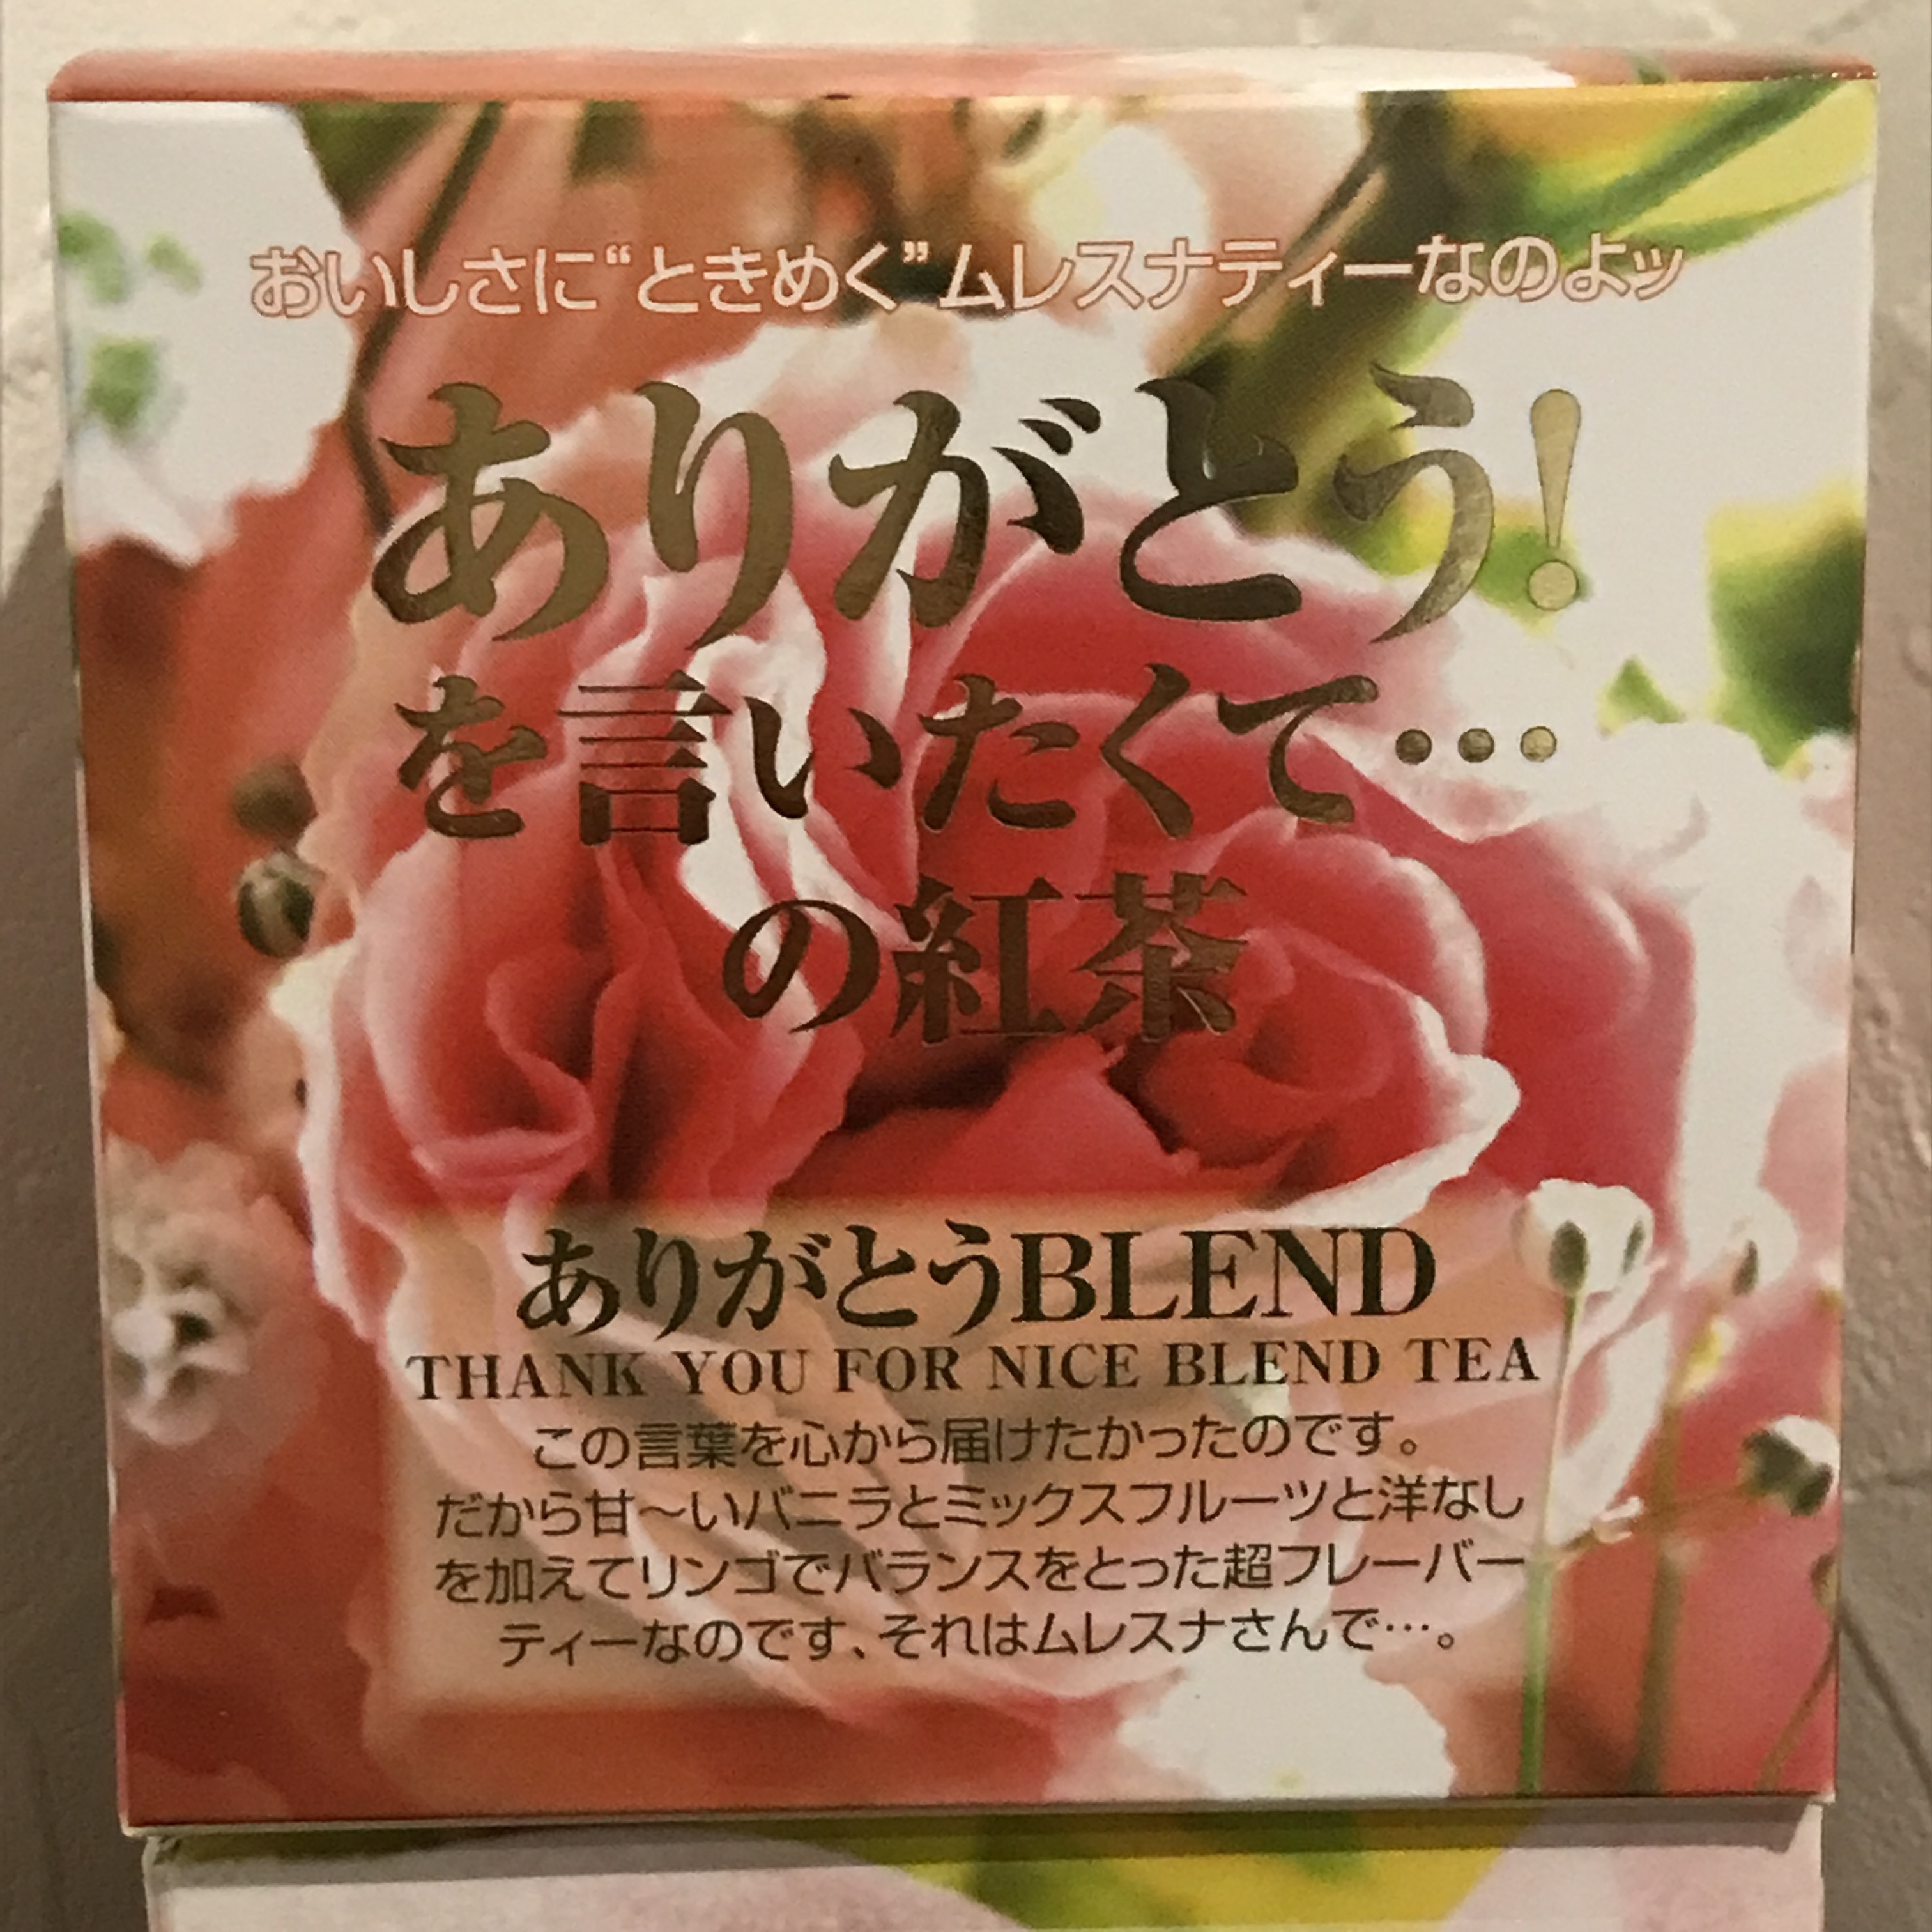 おいしさに“ときめく”ムレスナティーなのよッ
ありがとう!
を言いたくて…
の紅茶
ありがとうBLEND
THANK YOU FOR NICE BLEND TEA
この言葉を心から届けたかったのです。
だから甘〜いバニラとミックスフルーツと洋なし
を加えてリンゴでバランスをとった超フレーバー
ティーなのです、それはムレスナさんで…。